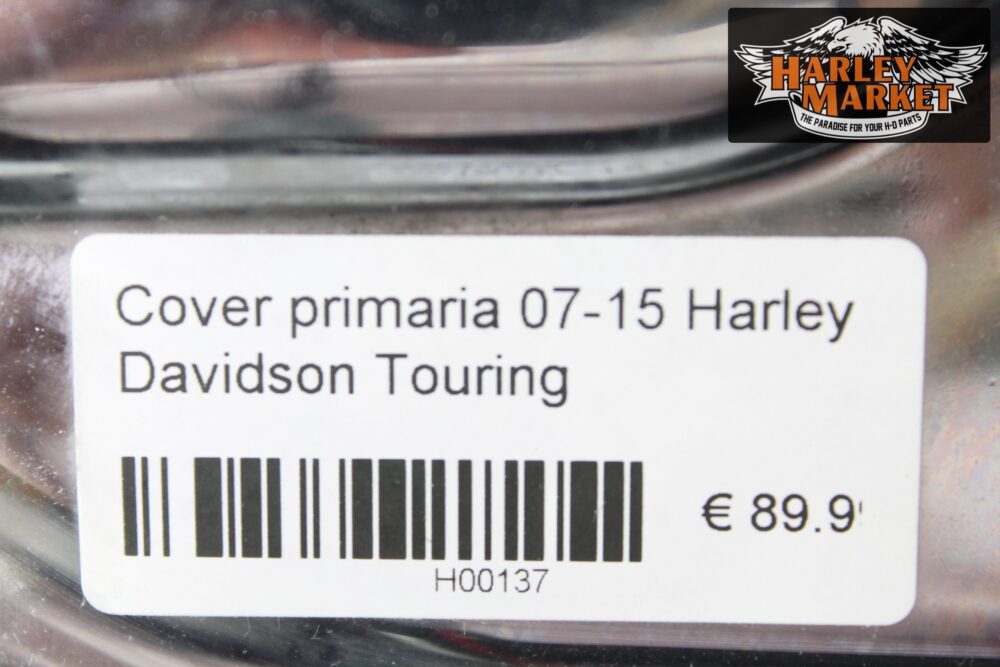 HARLEY
MARKET
THE PARADISE FOR YOUR H-D PARTS
Cover primaria 07-15 Harley
Davidson Touring
€ 89.9
H00137